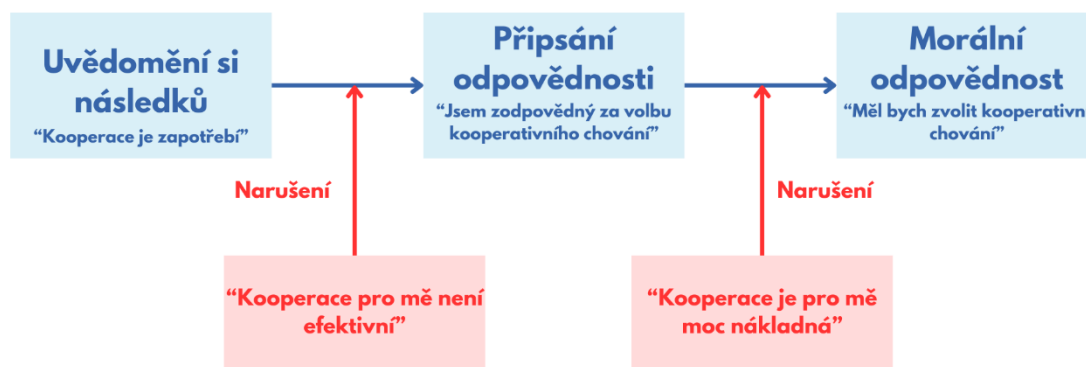 Uvědomění si
následků
“Kooperace je zapotřebí”
Připsání
odpovědnosti
“Jsem zodpovědný za volbu
kooperativního chování”
Morální
odpovědnost
“Měl bych zvolit kooperativn
chování”
Narušení
Narušení
“Kooperace pro mě není
efektivní”
“Kooperace je pro mě
moc nákladná”